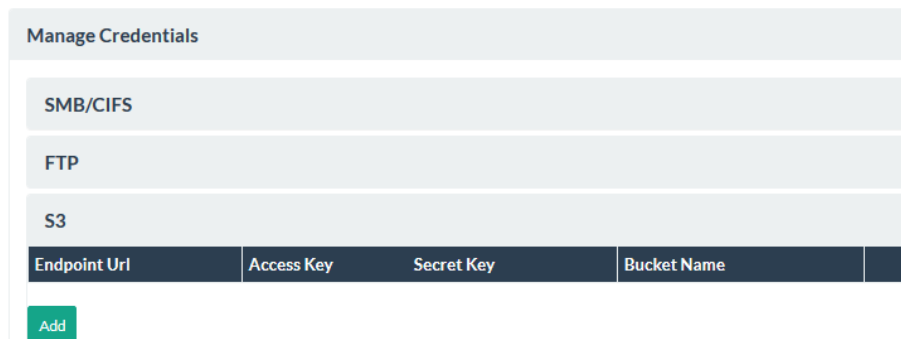 Manage Credentials
SMB/CIFS
FTP
S3
Endpoint Url Access Key Secret Key Bucket Name
Add